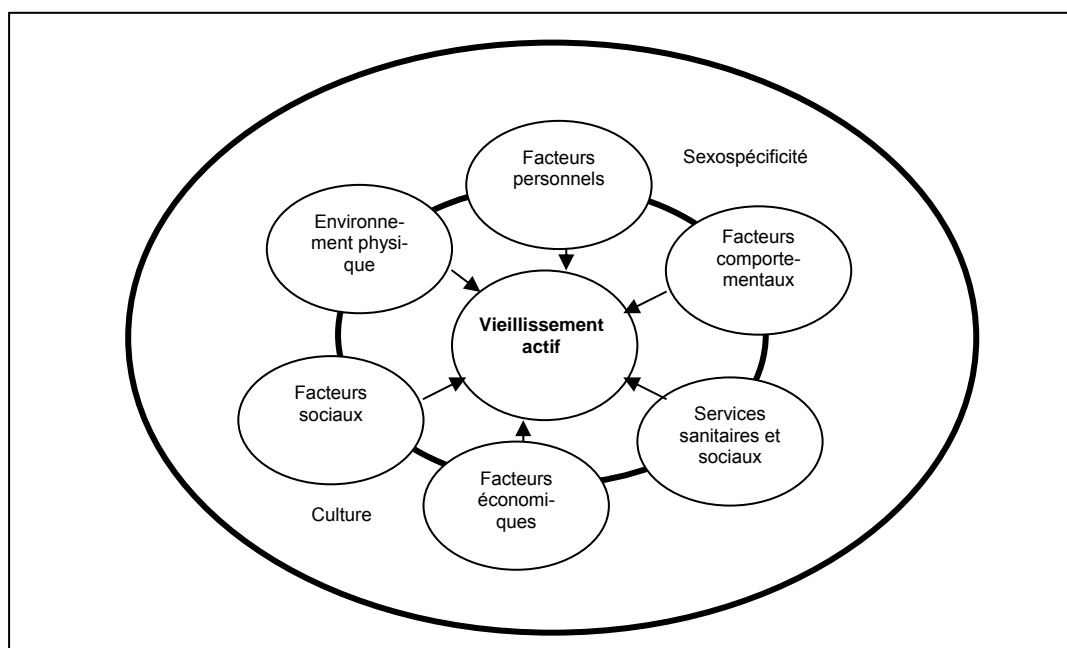 Facteurs
personnels
Sexospécificité
Environne-
ment physi-
que
Facteurs
comporte-
mentaux
Vieillissement
actif
Facteurs
sociaux
Services
sanitaires et
sociaux
Facteurs
économi-
ques
Culture